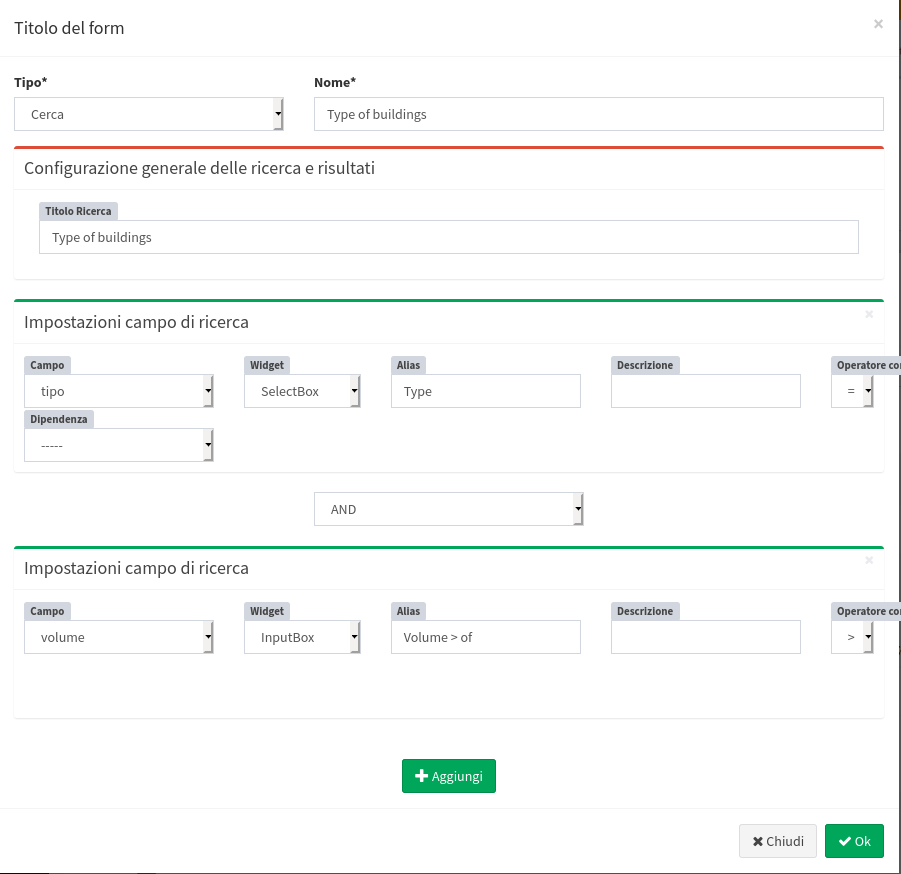 Titolo del form ×
Tipo* Nome*
Cerca Type of buildings
Configurazione generale delle ricerca e risultati
Titolo Ricerca
Type of buildings
Impostazioni campo di ricerca ×
Campo Widget Alias Descrizione Operatore co
tipo SelectBox Type =
Dipendenza
-----
AND
Impostazioni campo di ricerca ×
Campo Widget Alias Descrizione Operatore co
volume InputBox Volume > of >
Aggiungi
Chiudi Ok